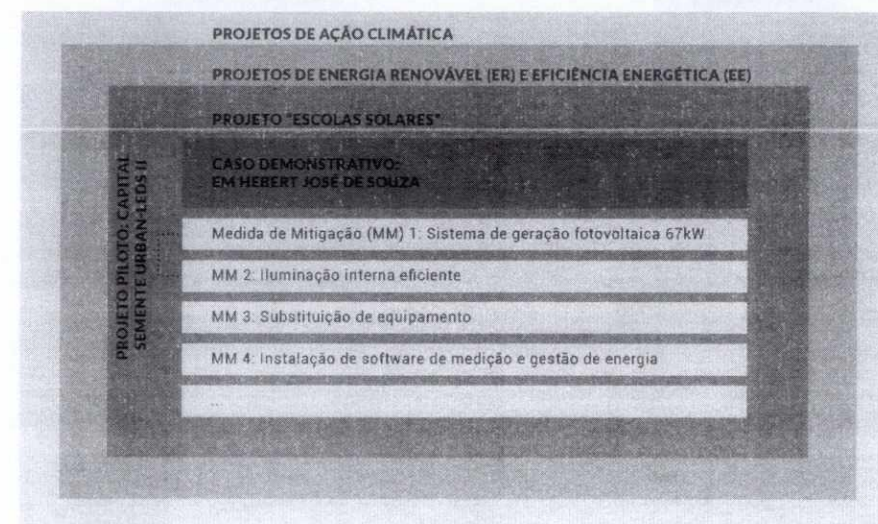 PROJETOS DE AÇÃO CLIMÁTICA
PROJETOS DE ENERGIA RENOVÁVEL (ER) E EFICIÊNCIA ENERGÉTICA (EE)
PROJETO "ESCOLAS SOLARES"
CASO DEMONSTRATIVO:
EM HEBERT JOSÉ DE SOUZA
PROJETO PILOTO: CAPITAL
SEMENTE URBAN-LEDS II
Medida de Mitigação (MM) 1: Sistema de geração fotovoltaica 67kW
MM 2: Iluminação interna eficiente
MM 3: Substituição de equipamento
MM 4: Instalação de software de medição e gestão de energia
...